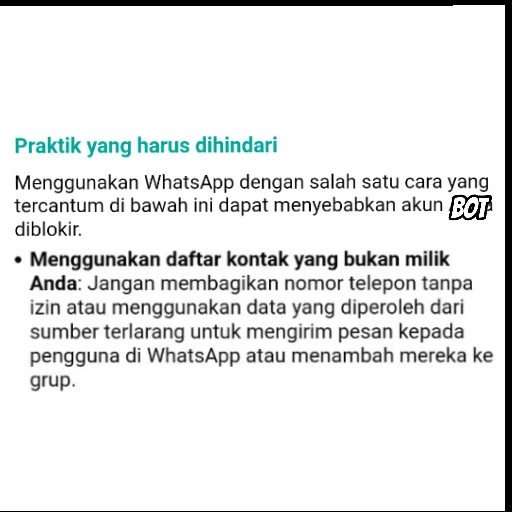 Praktik yang harus dihindari
Menggunakan WhatsApp dengan salah satu cara yang
tercantum di bawah ini dapat menyebabkan akun BOT
diblokir.
• Menggunakan daftar kontak yang bukan milik
Anda: Jangan membagikan nomor telepon tanpa
izin atau menggunakan data yang diperoleh dari
sumber terlarang untuk mengirim pesan kepada
pengguna di WhatsApp atau menambah mereka ke
grup.